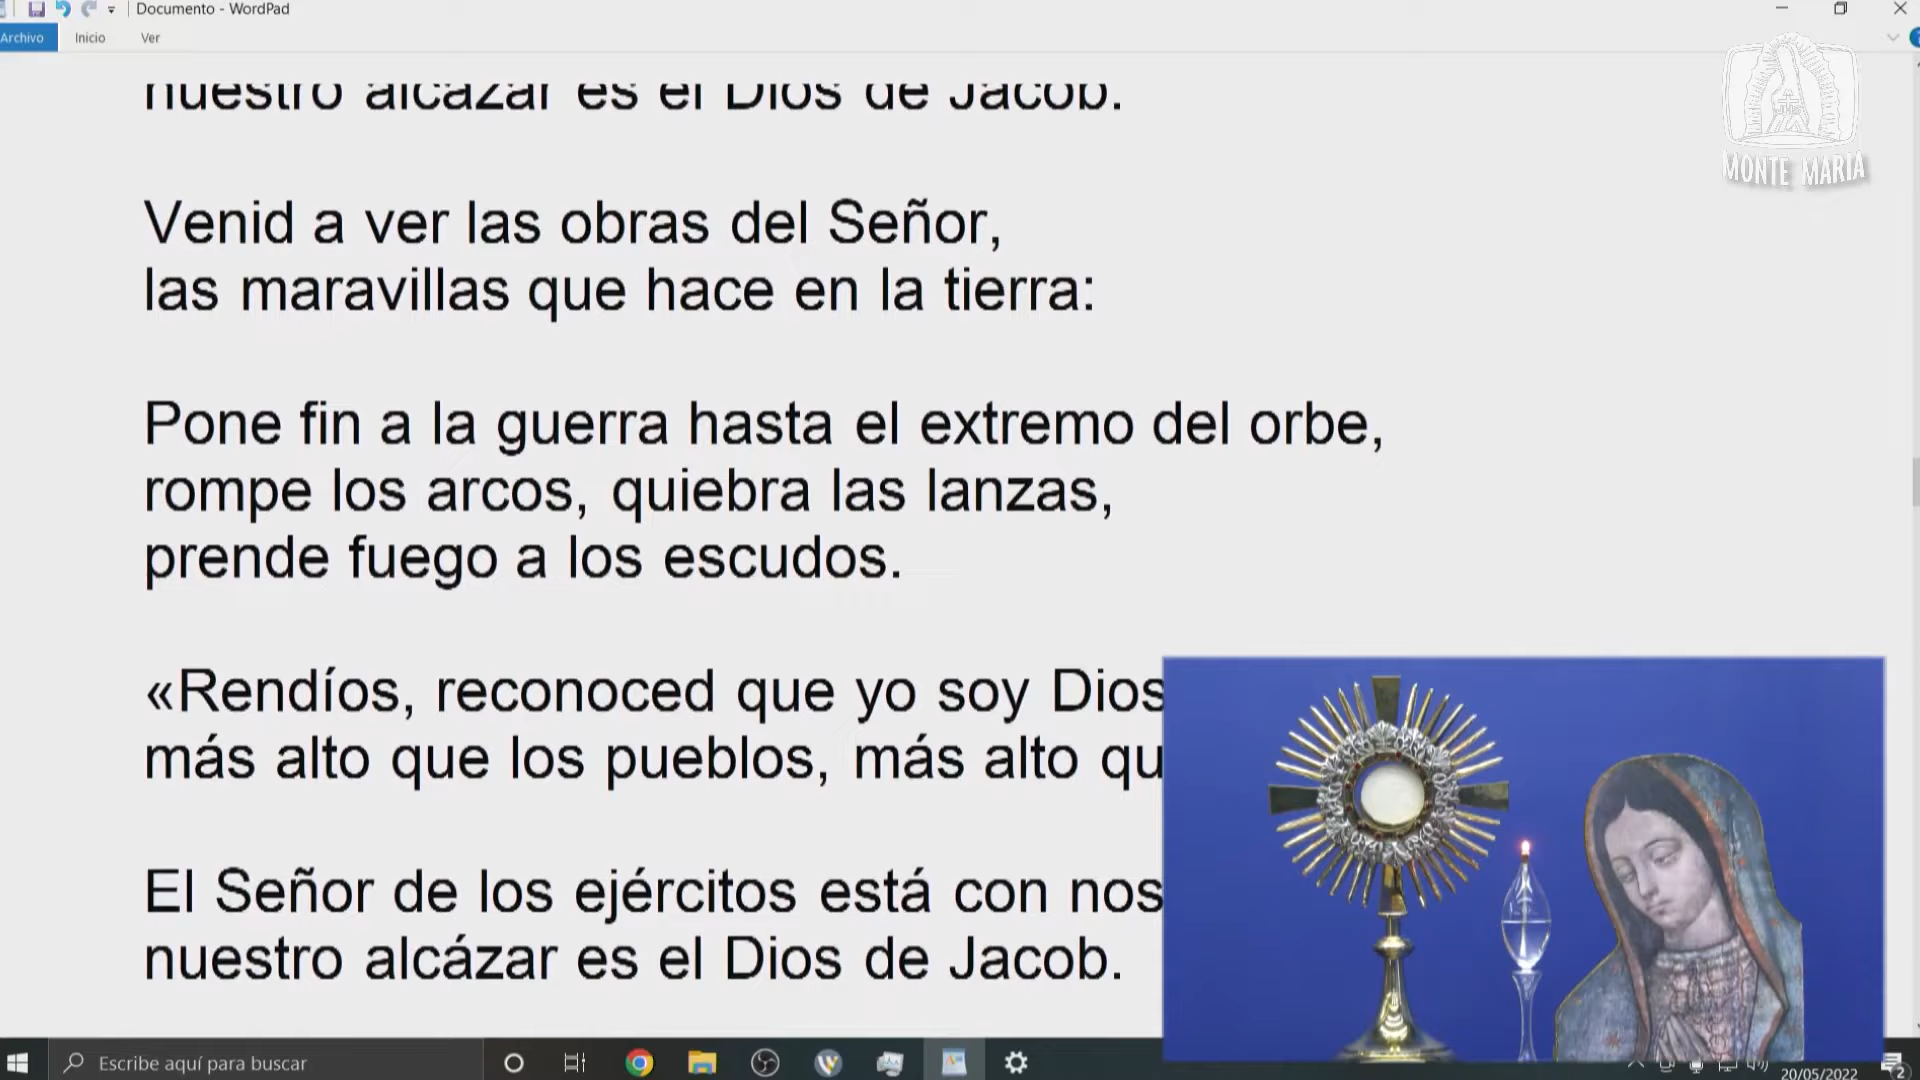 Documento - WordPad
Archivo Inicio Ver
MONTE MARIA
nuestro alcázar es el Dios de Jacob.
Venid a ver las obras del Señor,
las maravillas que hace en la tierra:
Pone fin a la guerra hasta el extremo del orbe,
rompe los arcos, quiebra las lanzas,
prende fuego a los escudos.
«Rendíos, reconoced que yo soy Dios
más alto que los pueblos, más alto qu
El Señor de los ejércitos está con nos
nuestro alcázar es el Dios de Jacob.
Escribe aquí para buscar
20/05/2022
2